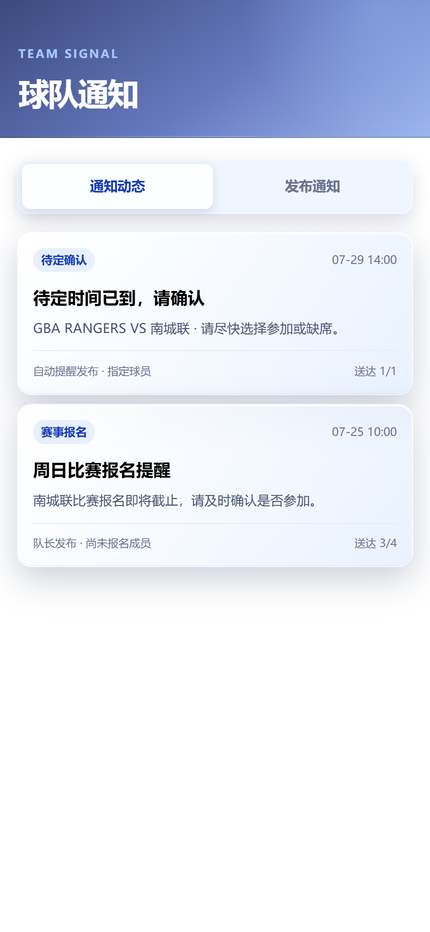 TEAM SIGNAL
球队通知
通知动态
发布通知
待定确认
07-29 14:00
待定时间已到，请确认
GBA RANGERS VS 南城联 · 请尽快选择参加或缺席。
自动提醒发布 · 指定球员
送达 1/1
赛事报名
07-25 10:00
周日比赛报名提醒
南城联比赛报名即将截止，请及时确认是否参加。
队长发布 · 尚未报名成员
送达 3/4